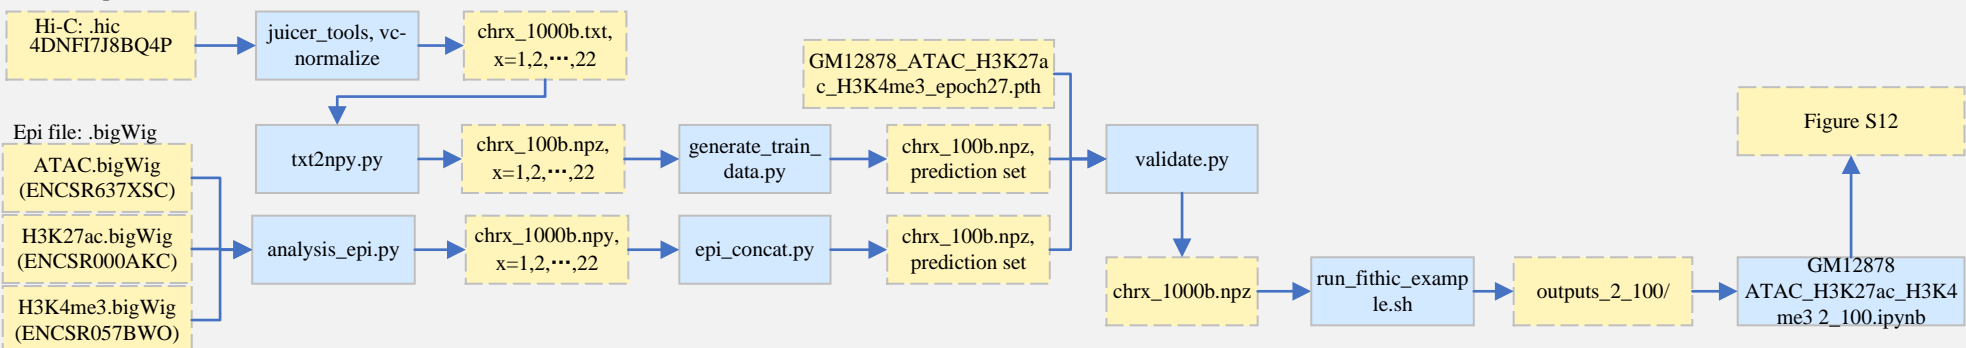 Hi-C: .hic
4DNFI7J8BQ4P
juicer_tools, vc-
normalize
chrx_1000b.txt,
x=1,2,⋯,22
GM12878_ATAC_H3K27a
c_H3K4me3_epoch27.pth
Figure S12
Epi file: .bigWig
ATAC.bigWig
(ENCSR637XSC)
txt2npy.py
chrx_100b.npz,
x=1,2,⋯,22
generate_train_
data.py
chrx_100b.npz,
prediction set
validate.py
H3K27ac.bigWig
(ENCSR000AKC)
analysis_epi.py
chrx_1000b.npy,
x=1,2,⋯,22
epi_concat.py
chrx_100b.npz,
prediction set
H3K4me3.bigWig
(ENCSR057BWO)
chrx_1000b.npz
run_fithic_examp
le.sh
outputs_2_100/
GM12878
ATAC_H3K27ac_H3K4
me3 2_100.ipynb